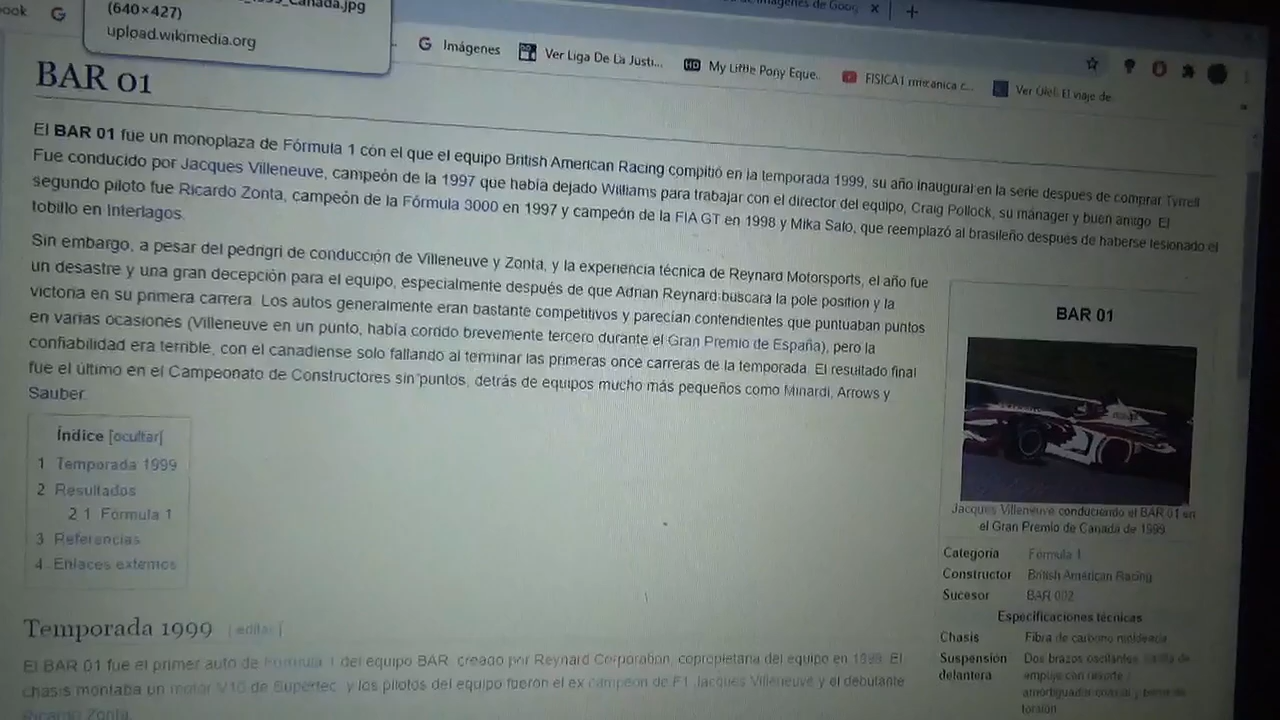 ook
Canada.jpg
(640×427)
upload.wikimedia.org
Imágenes
Ver Liga De La Justi...
My Little Pony Eque..
FISICA1 mecanica c...
BAR 01
El BAR 01 fue un monoplaza de Fórmula 1 con el que el equipo British American Racing compitió en la temporada 1999, su año inaugural en la serie despues de comprar Tyrrell
Fue conducido por Jacques Villeneuve, campeón de la 1997 que había dejado Williams para trabajar con el director del equipo, Craig Pollock, su mánager y buen amigo. El
segundo piloto fue Ricardo Zonta, campeón de la Fórmula 3000 en 1997 y campeón de la FIA GT en 1998 y Mika Salo, que reemplazó al brasileño despues de haberse lesionado el
tobillo en Interlagos.
Sin embargo, a pesar del pedrigri de conducción de Villeneuve y Zonta, y la experiencia técnica de Reynard Motorsports, el año fue
un desastre y una gran decepción para el equipo, especialmente después de que Adrian Reynard buscara la pole position y la
victoria en su primera carrera. Los autos generalmente eran bastante competitivos y parecían contendientes que puntuaban puntos
en varias ocasiones (Villeneuve en un punto, había corrido brevemente tercero durante el Gran Premio de España), pero la
confiabilidad era terrible, con el canadiense solo fallando al terminar las primeras once carreras de la temporada. El resultado final
fue el último en el Campeonato de Constructores sin puntos, detrás de equipos mucho más pequeños como Minardi, Arrows y
Sauber.
Índice [ocultar]
1 Temporada 1999
2 Resultados
2.1 Fórmula 1
3 Referencias
4 Enlaces externos
BAR 01
Jacques Villeneuve conduciendo el BAR 01 en
el Gran Premio de Canadá de 1999
Categoría Fórmula 1
Constructor British American Racing
Sucesor BAR 002
Especificaciones técnicas
Chasis Fibra de carbono moldeada
Suspensión delantera Dos brazos oscilantes,
empuje con resorte
amortiguador coaxial y barra de
torsión
Temporada 1999 [editar]
El BAR 01 fue el primer auto de Fórmula 1 del equipo BAR, creado por Reynard Corporation, copropietaria del equipo en 1999. El
chasis montaba un motor V10 de Supertec, y los pilotos del equipo fueron el ex campeón de F1 Jacques Villeneuve y el debutante
Ricardo Zonta.